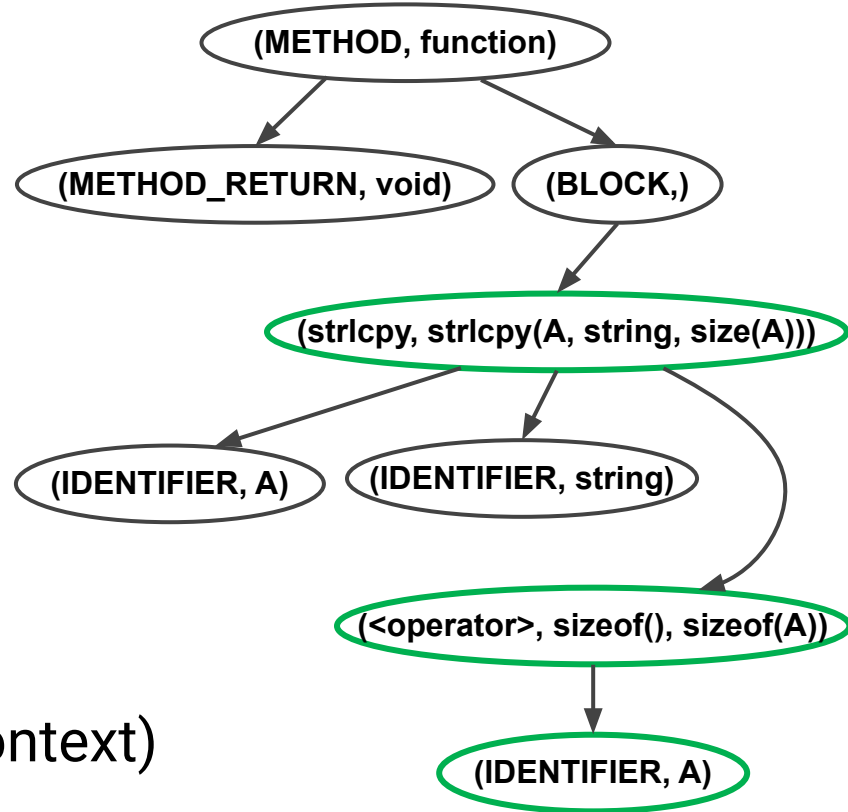 (METHOD, function)
(METHOD_RETURN, void)
(BLOCK,)
(strlcpy, strlcpy(A, string, size(A)))
(IDENTIFIER, A)
(IDENTIFIER, string)
(<operator>, sizeof(), sizeof(A))
ontext)
(IDENTIFIER, A)